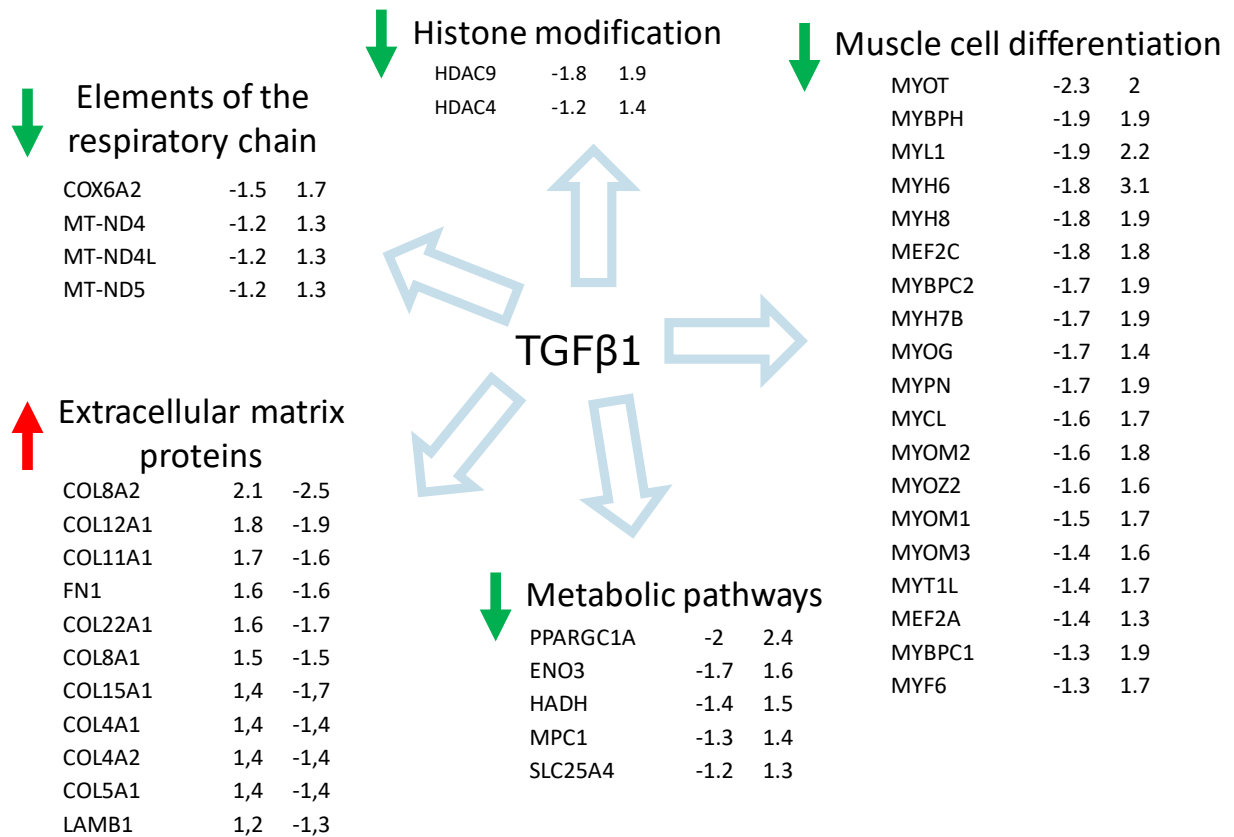 Histone modification
HDAC9 -1.8 1.9
HDAC4 -1.2 1.4
Muscle cell differentiation
MYOT -2.3 2
MYBPH -1.9 1.9
MYL1 -1.9 2.2
MYH6 -1.8 3.1
MYH8 -1.8 1.9
MEF2C -1.8 1.8
MYBPC2 -1.7 1.9
MYH7B -1.7 1.9
MYOG -1.7 1.4
MYPN -1.7 1.9
MYCL -1.6 1.7
MYOM2 -1.6 1.8
MYOZ2 -1.6 1.6
MYOM1 -1.5 1.7
MYOM3 -1.4 1.6
MYT1L -1.4 1.7
MEF2A -1.4 1.3
MYBPC1 -1.3 1.9
MYF6 -1.3 1.7
Elements of the
respiratory chain
COX6A2 -1.5 1.7
MT-ND4 -1.2 1.3
MT-ND4L -1.2 1.3
MT-ND5 -1.2 1.3
TGFβ1
Extracellular matrix
proteins
COL8A2 2.1 -2.5
COL12A1 1.8 -1.9
COL11A1 1.7 -1.6
FN1 1.6 -1.6
COL22A1 1.6 -1.7
COL8A1 1.5 -1.5
COL15A1 1,4 -1,7
COL4A1 1,4 -1,4
COL4A2 1,4 -1,4
COL5A1 1,4 -1,4
LAMB1 1,2 -1,3
Metabolic pathways
PPARGC1A -2 2.4
ENO3 -1.7 1.6
HADH -1.4 1.5
MPC1 -1.3 1.4
SLC25A4 -1.2 1.3